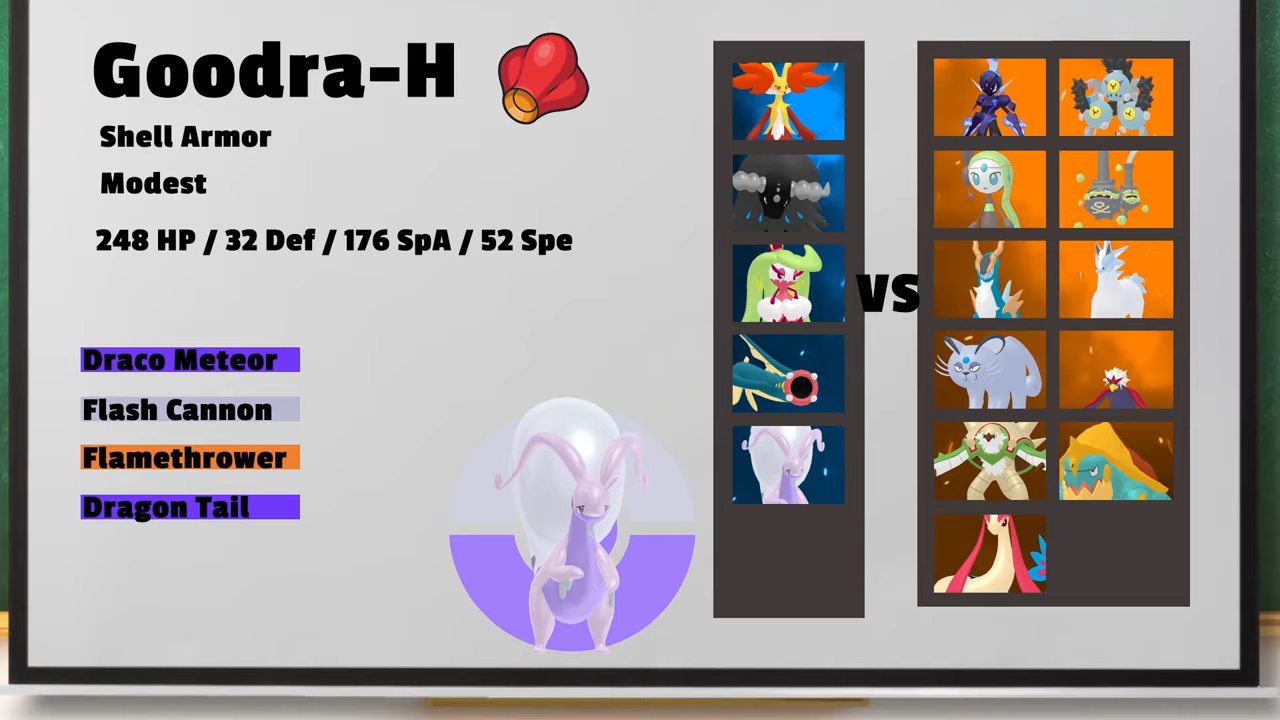 Goodra-H
Shell Armor
Modest
248 HP / 32 Def / 176 SpA / 52 Spe
Draco Meteor
Flash Cannon
Flamethrower
Dragon Tail
VS